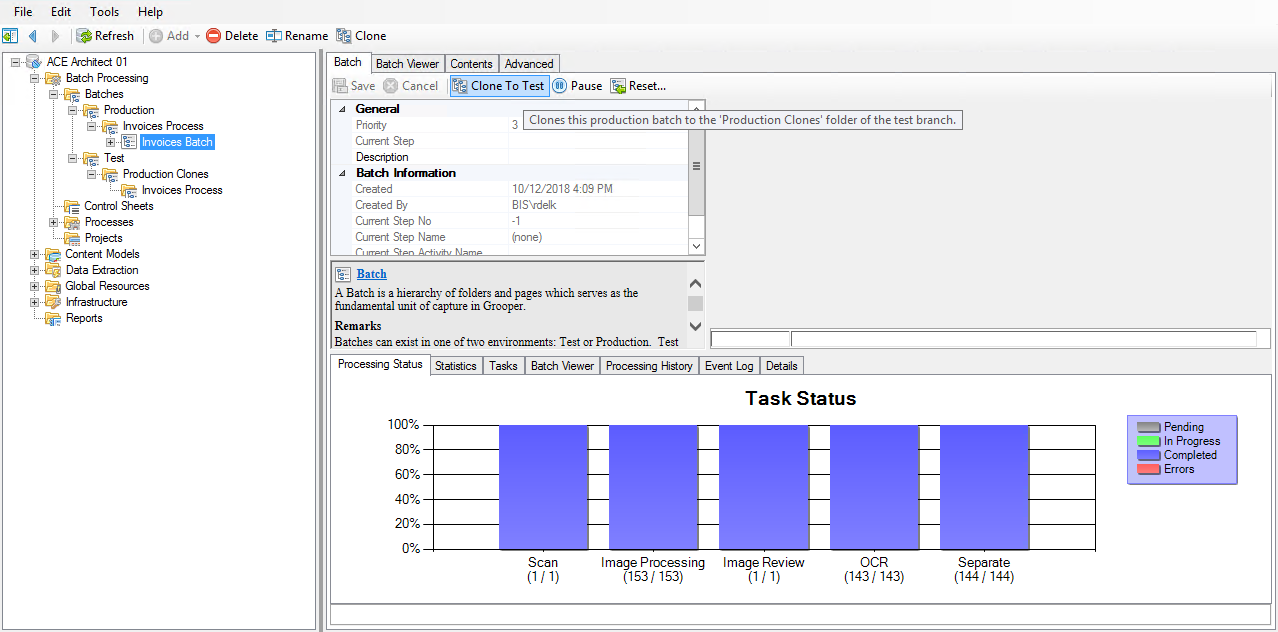 File Edit Tools Help
Refresh Add Delete Rename Clone
ACE Architect 01
Batch Processing
Batches
Production
Invoices Process
Invoices Batch
Test
Production Clones
Invoices Process
Control Sheets
Processes
Projects
Content Models
Data Extraction
Global Resources
Infrastructure
Reports
Batch Batch Viewer Contents Advanced
Save Cancel Clone To Test Pause Reset...
Clones this production batch to the 'Production Clones' folder of the test branch.
General
Priority 3
Current Step
Description
Batch Information
Created 10/12/2018 4:09 PM
Created By BIS\rdelk
Current Step No -1
Current Step Name (none)
Current Step Activity Name
Batch
A Batch is a hierarchy of folders and pages which serves as the
fundamental unit of capture in Grooper.
Remarks
Batches can exist in one of two environments: Test or Production. Test
Processing Status Statistics Tasks Batch Viewer Processing History Event Log Details
Task Status
100%
80%
60%
40%
20%
0%
Scan Image Processing Image Review OCR Separate
(1 / 1) (153 / 153) (1 / 1) (143 / 143) (144 / 144)
Pending
In Progress
Completed
Errors